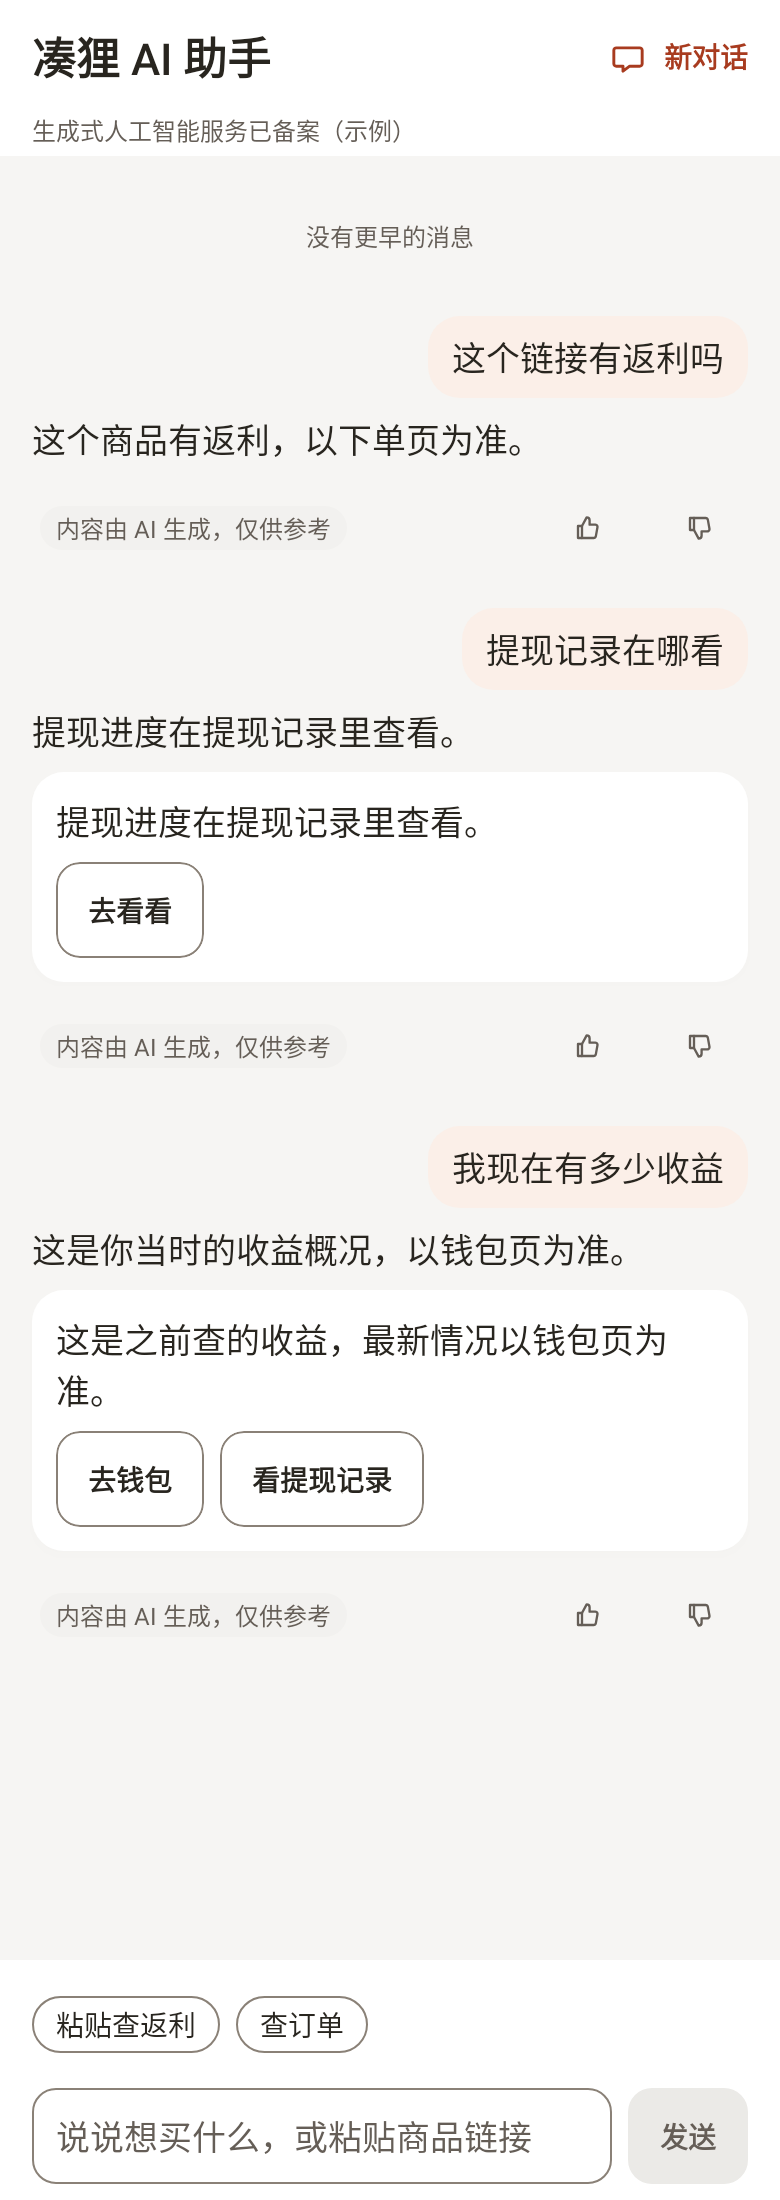 凑狸 AI 助手
新对话
生成式人工智能服务已备案（示例）
没有更早的消息
这个链接有返利吗
这个商品有返利，以下单页为准。
内容由 AI 生成，仅供参考
提现记录在哪看
提现进度在提现记录里查看。
提现进度在提现记录里查看。
去看看
内容由 AI 生成，仅供参考
我现在有多少收益
这是你当时的收益概况，以钱包页为准。
这是之前查的收益，最新情况以钱包页为
准。
去钱包
看提现记录
内容由 AI 生成，仅供参考
粘贴查返利
查订单
说说想买什么，或粘贴商品链接
发送